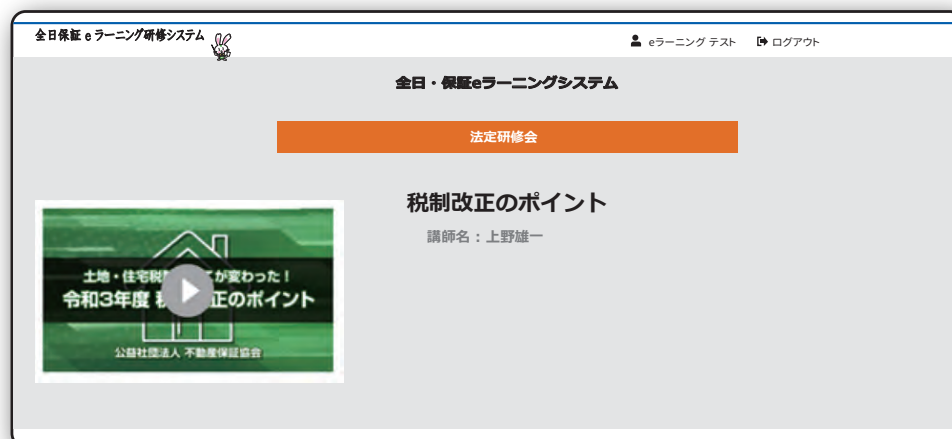 全日保証eラーニング研修システム
eラーニング テスト ログアウト
全日・保証eラーニングシステム
法定研修会
税制改正のポイント
講師名：上野雄一
土地・住宅税 が変わった！
令和3年度 正のポイント
公益社団法人 不動産保証協会